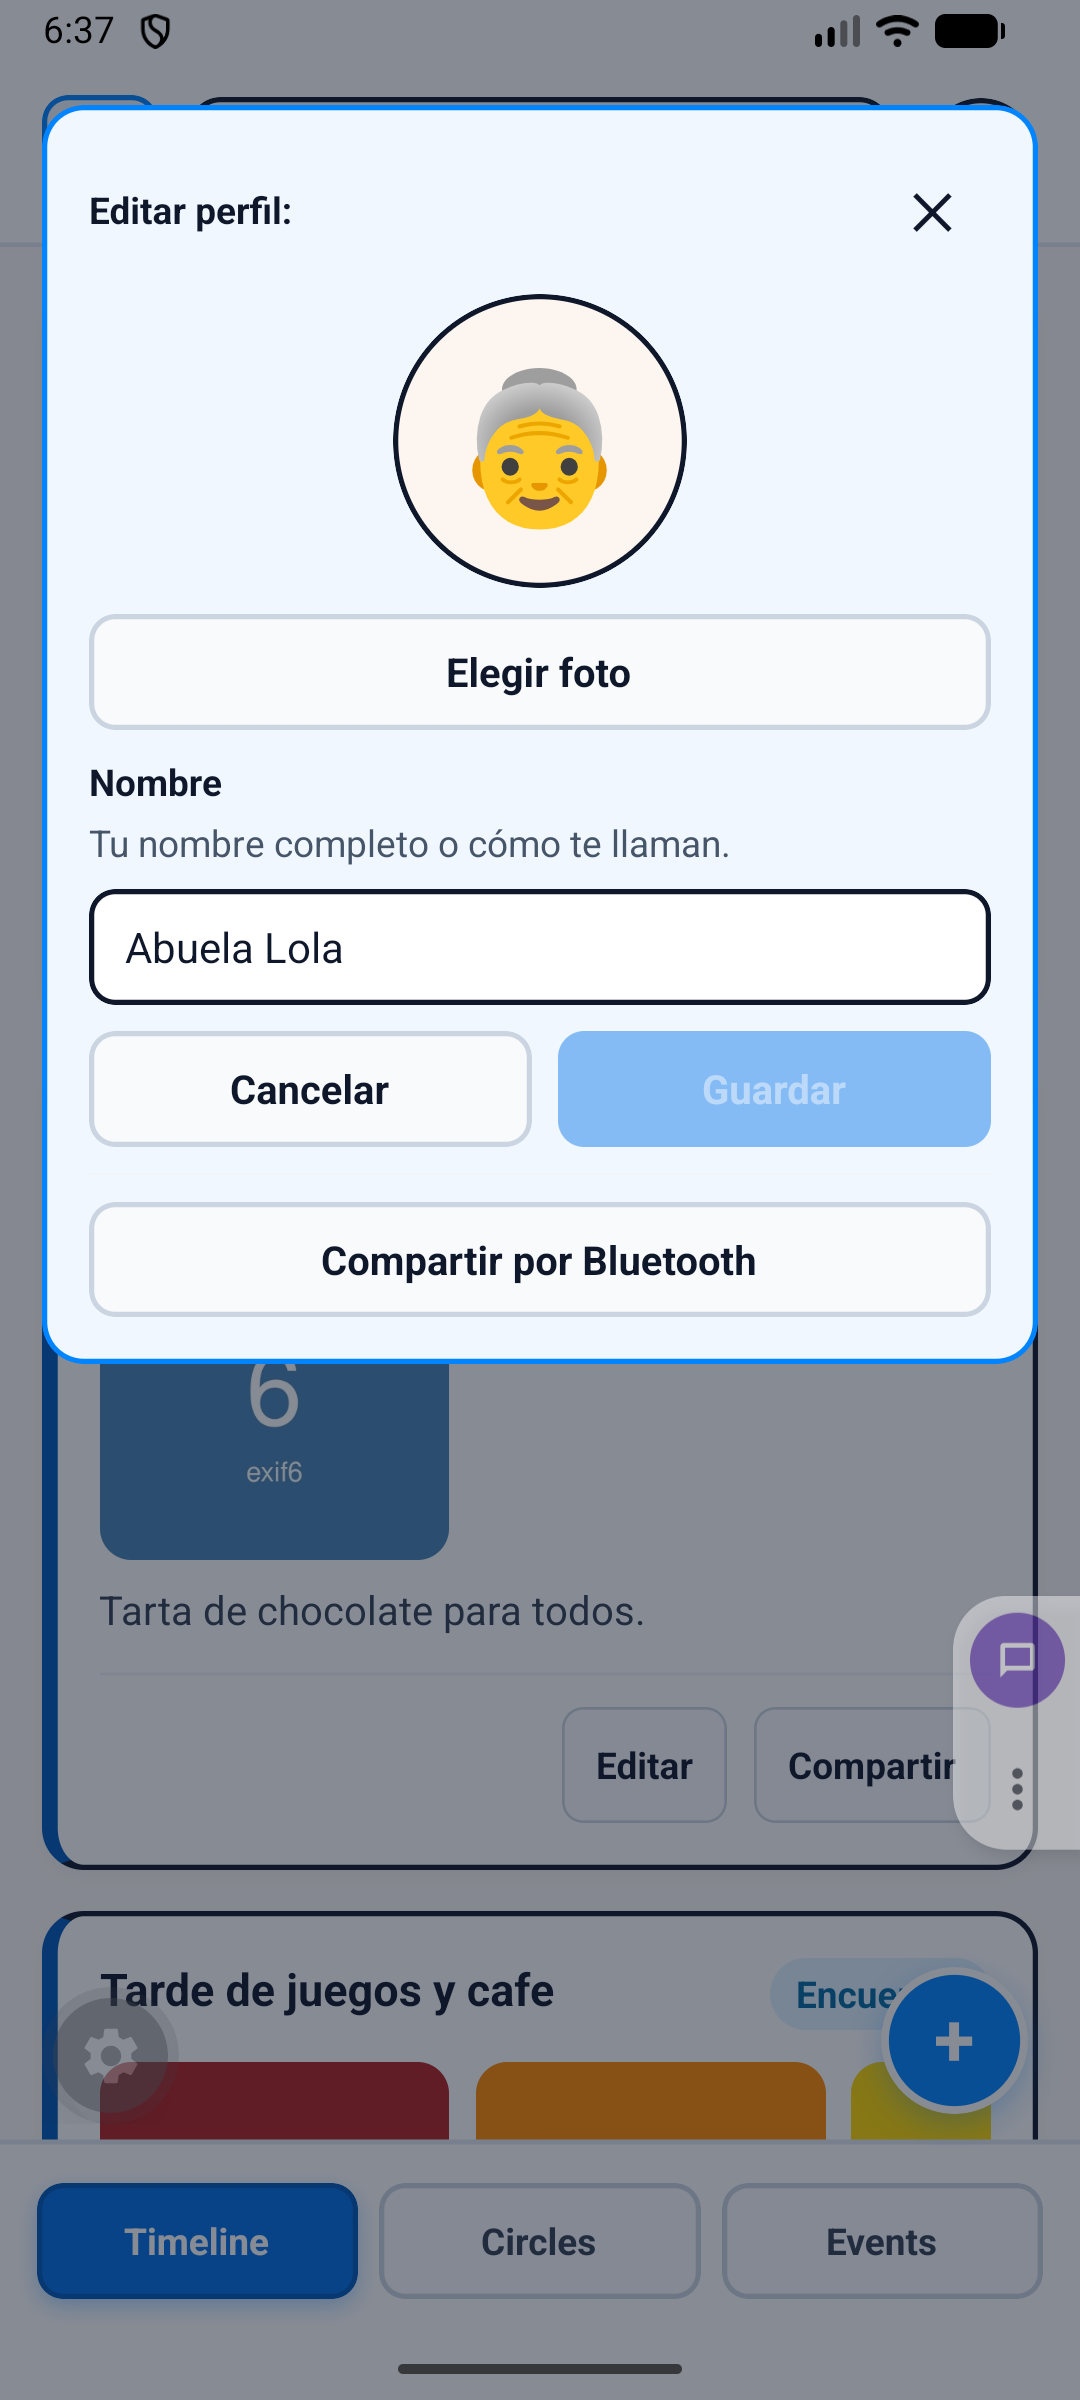 6:37
Editar perfil:
Elegir foto
Nombre
Tu nombre completo o cómo te llaman.
Abuela Lola
Cancelar
Guardar
Compartir por Bluetooth
6
exif6
Tarta de chocolate para todos.
Editar
Compartir
Tarde de juegos y cafe
Timeline
Circles
Events